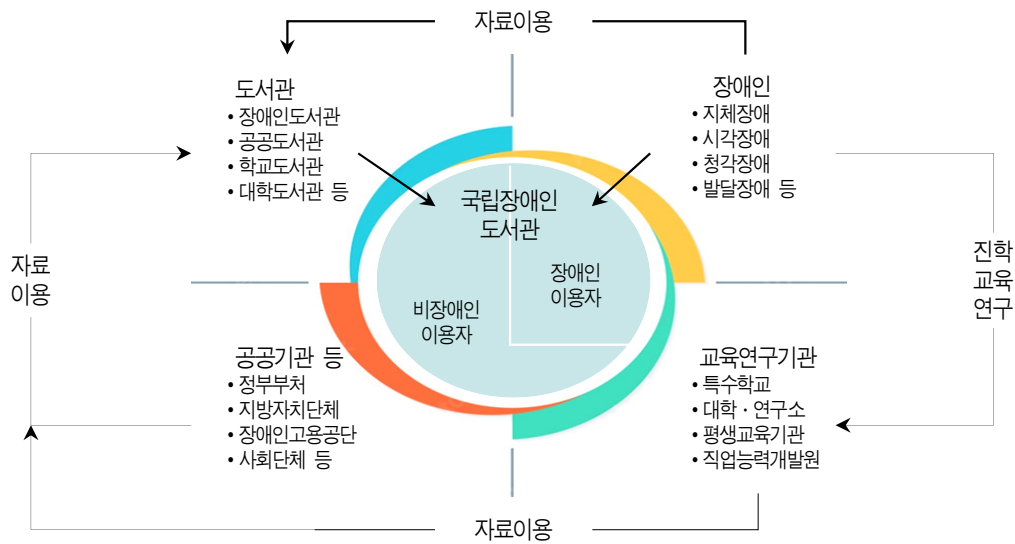 자료이용
도서관
• 장애인도서관
• 공공도서관
• 학교도서관
• 대학도서관 등
장애인
• 지체장애
• 시각장애
• 청각장애
• 발달장애 등
국립장애인
도서관
장애인
이용자
비장애인
이용자
자료
이용
진학
교육
연구
공공기관 등
• 정부부처
• 지방자치단체
• 장애인고용공단
• 사회단체 등
교육연구기관
• 특수학교
• 대학 · 연구소
• 평생교육기관
• 직업능력개발원
자료이용